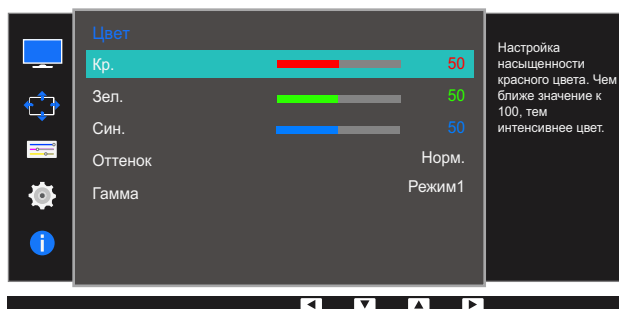 Цвет
Кр. 50
Зел. 50
Син. 50
Оттенок Норм.
Гамма Режим1
Настройка
насыщенности
красного цвета. Чем
ближе значение к
100, тем
интенсивнее цвет.